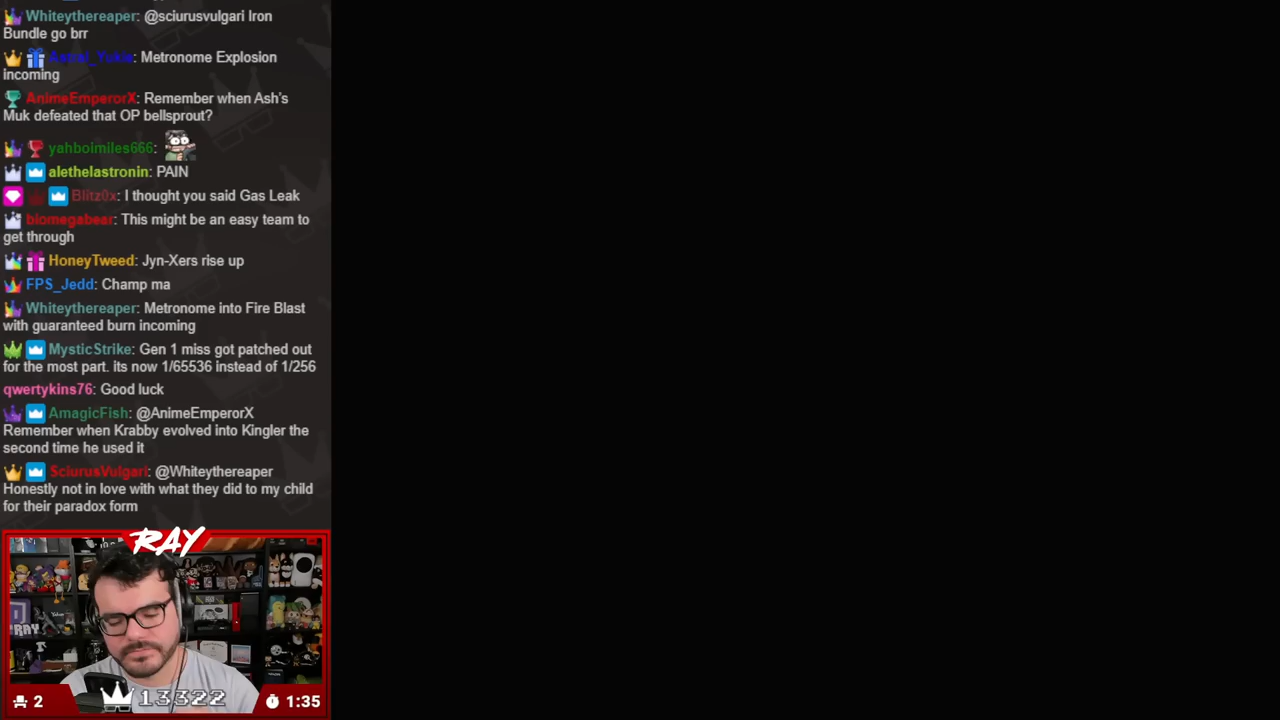 Whiteythereaper: @sciurusvulgari Iron
Bundle go brr
Metronome Explosion
incoming
AnimeEmperorX: Remember when Ash's
Muk defeated that OP bellsprout?
yahboimiles666:
alethelastronin: PAIN
Blitz0x: I thought you said Gas Leak
biomegabear: This might be an easy team to
get through
HoneyTweed: Jyn-Xers rise up
FPS_Jedd: Champ ma
Whiteythereaper: Metronome into Fire Blast
with guaranteed burn incoming
MysticStrike: Gen 1 miss got patched out
for the most part. its now 1/65536 instead of 1/256
qwertykins76: Good luck
AmagicFish: @AnimeEmperorX
Remember when Krabby evolved into Kingler the
second time he used it
SciurusVulgari: @Whiteythereaper
Honestly not in love with what they did to my child
for their paradox form
RAY
2
13322
1:35